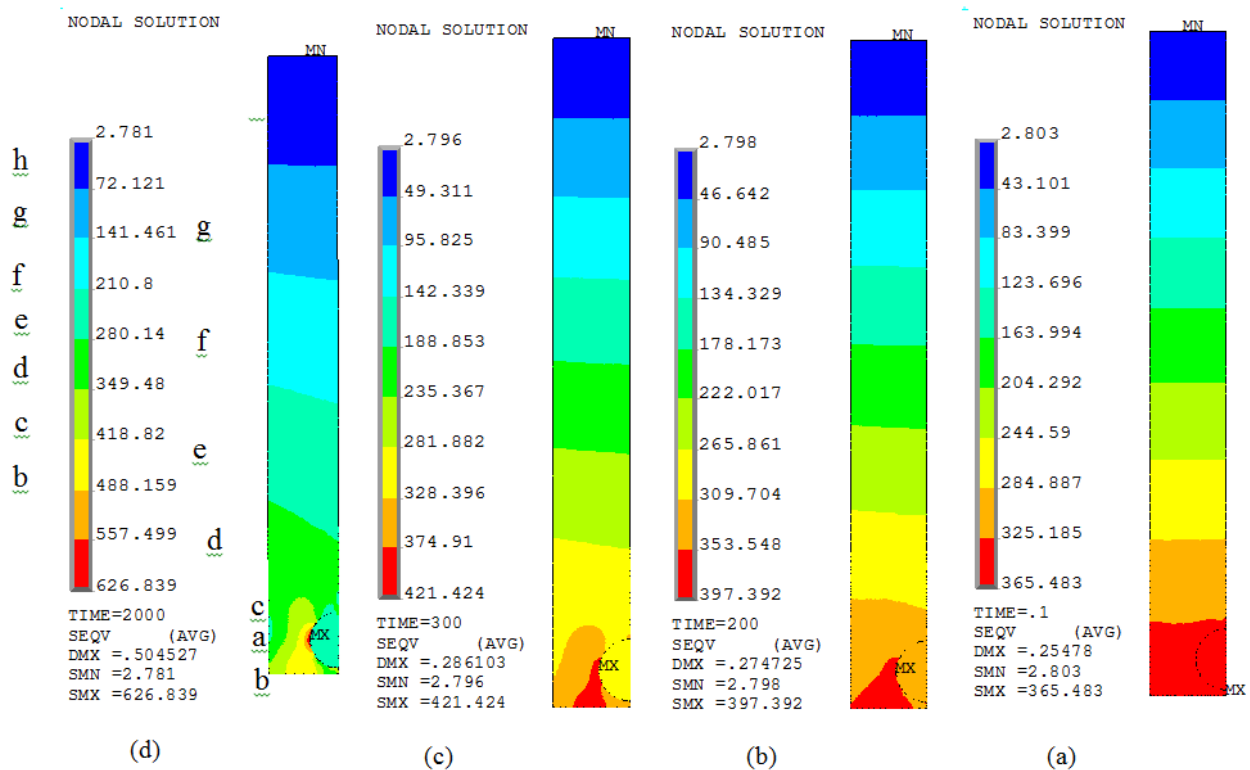 NODAL SOLUTION
MN
2.781
h
72.121
g
141.461
g
f
210.8
e
280.14
f
d
349.48
c
418.82
e
b
488.159
557.499
d
626.839
TIME=2000
c
SEQV (AVG)
a
MX
DMX =.504527
SMN =2.781
b
SMX =626.839
(d)
NODAL SOLUTION
MN
2.796
49.311
95.825
142.339
188.853
235.367
281.882
328.396
374.91
421.424
TIME=300
SEQV (AVG)
MX
DMX =.286103
SMN =2.796
SMX =421.424
(c)
NODAL SOLUTION
MN
2.798
46.642
90.485
134.329
178.173
222.017
265.861
309.704
353.548
397.392
TIME=200
SEQV (AVG)
MX
DMX =.274725
SMN =2.798
SMX =397.392
(b)
NODAL SOLUTION
MN
2.803
43.101
83.399
123.696
163.994
204.292
244.59
284.887
325.185
365.483
TIME=.1
SEQV (AVG)
DMX =.25478
SMN =2.803
SMX =365.483
MX
(a)